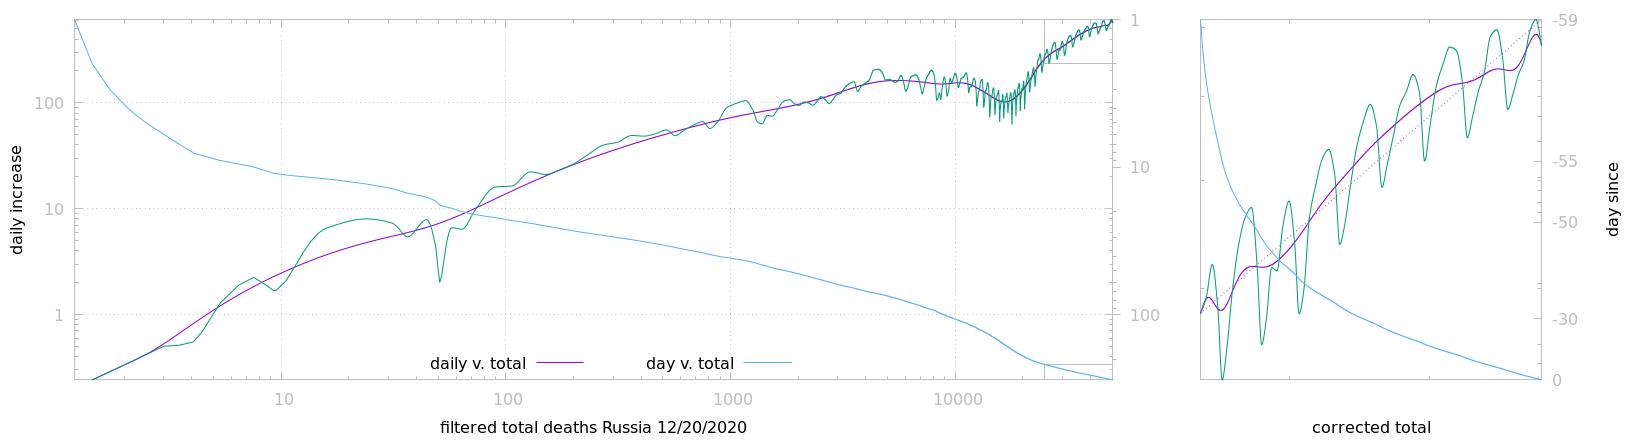 1
-59
100
daily increase
10
-55
10
-50
day since
1
100
-30
daily v. total
day v. total
0
10
100
1000
10000
filtered total deaths Russia 12/20/2020
corrected total